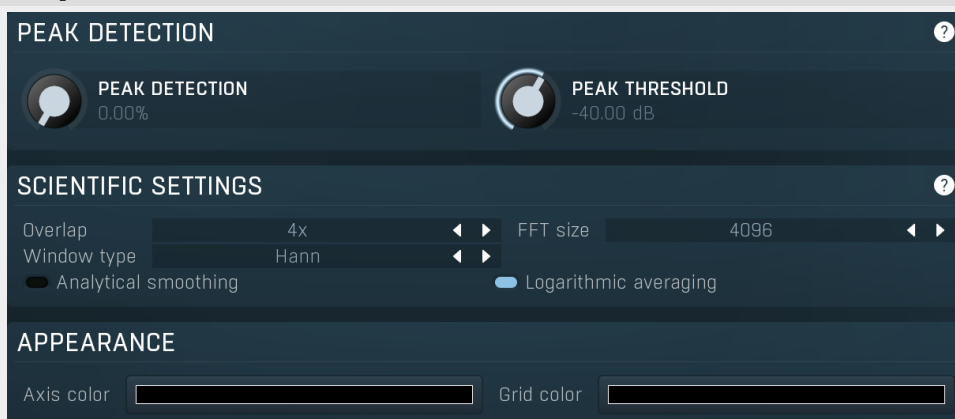 PEAK DETECTION ?
PEAK DETECTION PEAK THRESHOLD
0.00% -40.00 dB
SCIENTIFIC SETTINGS ?
Overlap 4x FFT size 4096
Window type Hann
Analytical smoothing Logarithmic averaging
APPEARANCE
Axis color Grid color